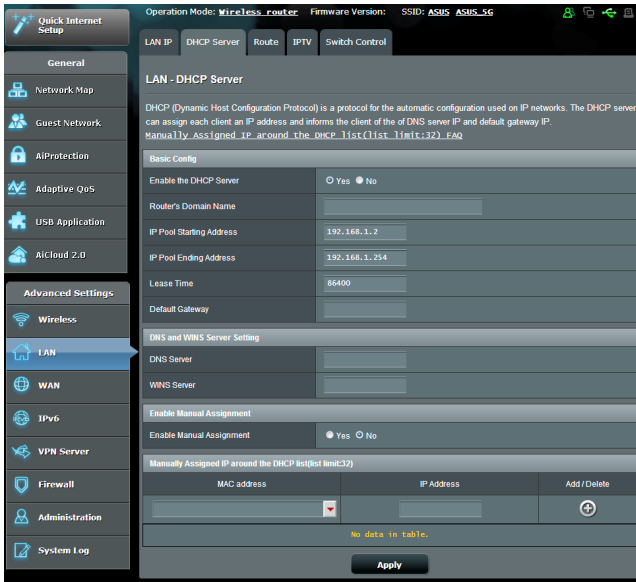 Operation Mode: Wireless router Firmware Version: SSID: ASUS ASUS_5G
Quick Internet
Setup
LAN IP DHCP Server Route IPTV Switch Control
General
Network Map
Guest Network
AiProtection
Adaptive QoS
USB Application
AiCloud 2.0
Advanced Settings
Wireless
LAN
WAN
IPv6
VPN Server
Firewall
Administration
System Log
LAN - DHCP Server
DHCP (Dynamic Host Configuration Protocol) is a protocol for the automatic configuration used on IP networks. The DHCP server
can assign each client an IP address and informs the client of the of DNS server IP and default gateway IP.
Manually Assigned IP around the DHCP list(list limit:32) FAQ
Basic Config
Enable the DHCP Server Yes No
Router's Domain Name
IP Pool Starting Address 192.168.1.2
IP Pool Ending Address 192.168.1.254
Lease Time 86400
Default Gateway
DNS and WINS Server Setting
DNS Server
WINS Server
Enable Manual Assignment
Enable Manual Assignment Yes No
Manually Assigned IP around the DHCP list(list limit:32)
MAC address IP Address Add / Delete
No data in table.
Apply